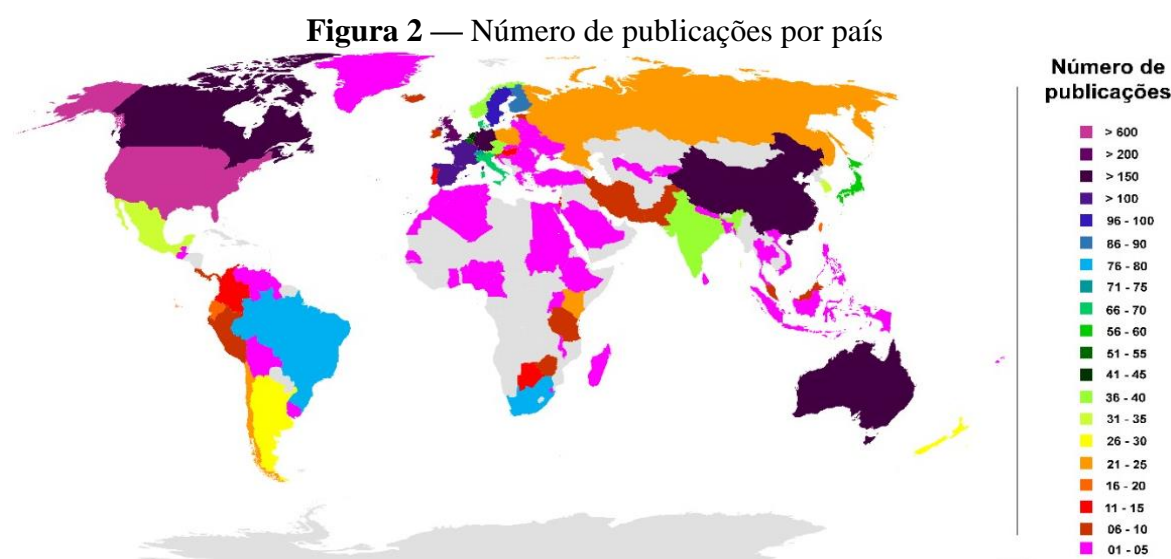 Figura 2 — Número de publicações por país
Número de
publicações
> 600
> 200
> 150
> 100
96 - 100
86 - 90
76 - 80
71 - 75
66 - 70
56 - 60
51 - 55
41 - 45
36 - 40
31 - 35
26 - 30
21 - 25
16 - 20
11 - 15
06 - 10
01 - 05